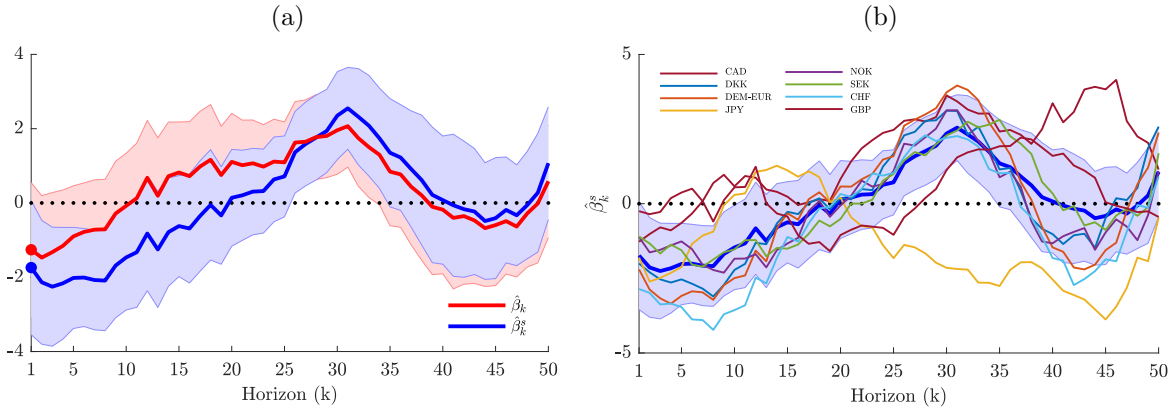 (a)
4
2
0
-2
-4
1 5 10 15 20 25 30 35 40 45 50
Horizon (k)
β̂ₖ
β̂ₖˢ
(b)
5
0
-5
β̂ₖˢ
CAD
DKK
DEM-EUR
JPY
NOK
SEK
CHF
GBP
1 5 10 15 20 25 30 35 40 45 50
Horizon (k)